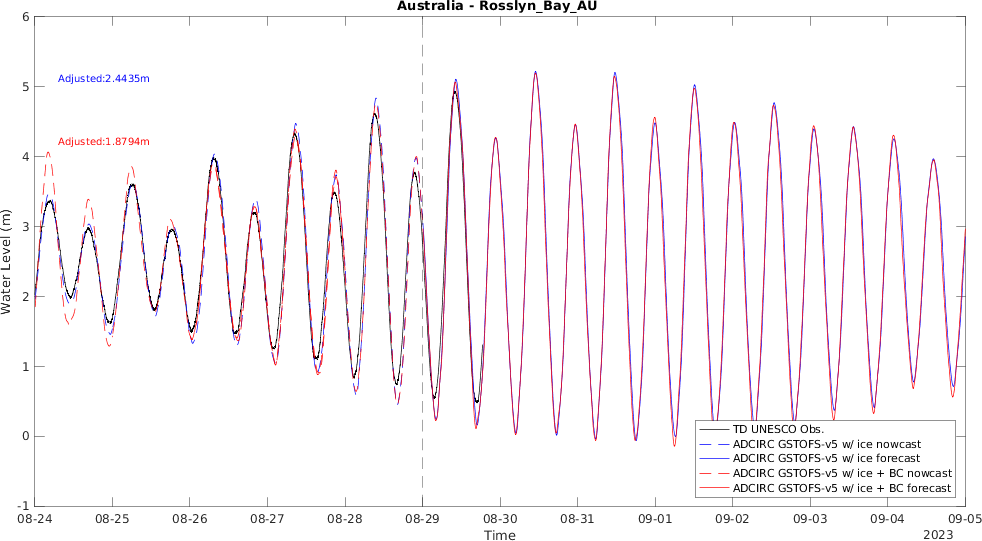 Australia - Rosslyn_Bay_AU
6
5
4
3
2
1
0
-1
Water Level (m)
Adjusted:2.4435m
Adjusted:1.8794m
TD UNESCO Obs.
ADCIRC GSTOFS-v5 w/ ice nowcast
ADCIRC GSTOFS-v5 w/ ice forecast
ADCIRC GSTOFS-v5 w/ ice + BC nowcast
ADCIRC GSTOFS-v5 w/ ice + BC forecast
08-24 08-25 08-26 08-27 08-28 08-29 08-30 08-31 09-01 09-02 09-03 09-04 09-05
Time
2023